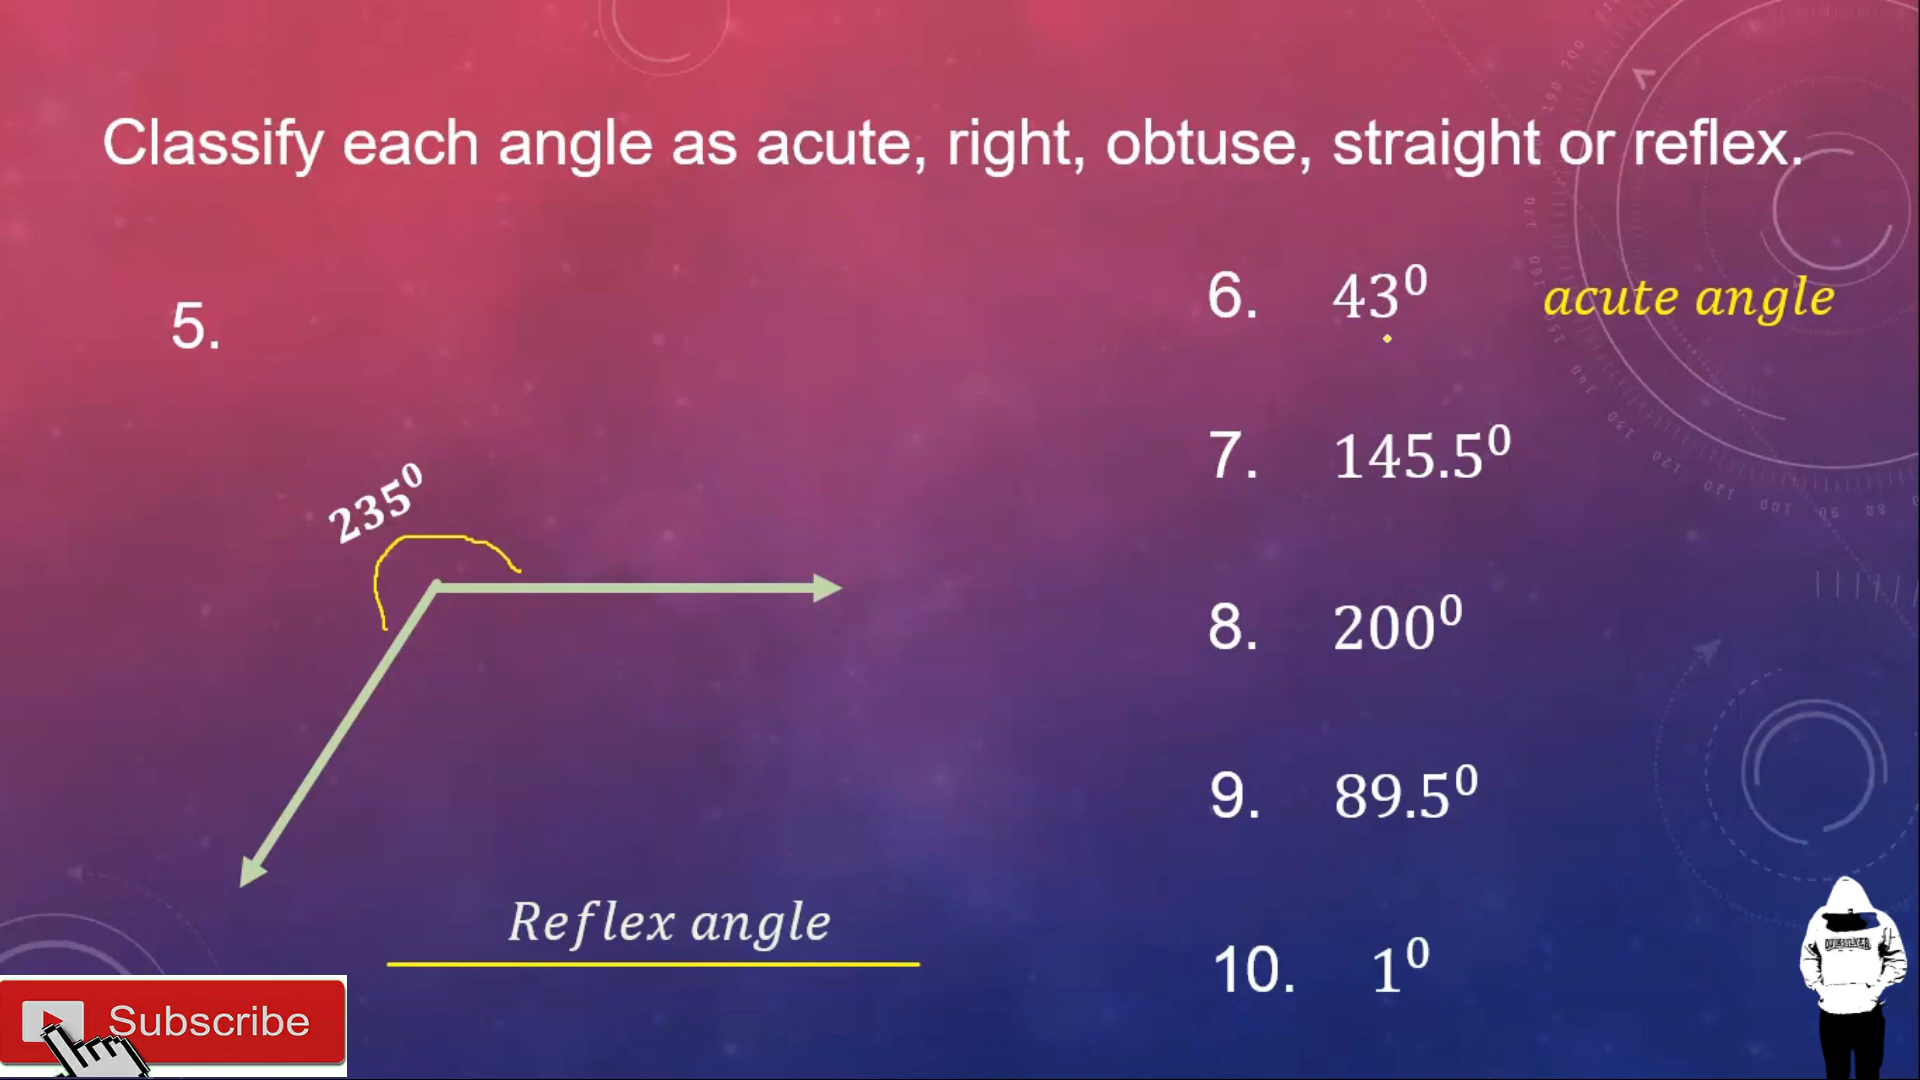 Classify each angle as acute, right, obtuse, straight or reflex.
5.
235⁰
Reflex angle
6. 43⁰ acute angle
7. 145.5⁰
8. 200⁰
9. 89.5⁰
10. 1⁰
Subscribe
QUIKSILVER